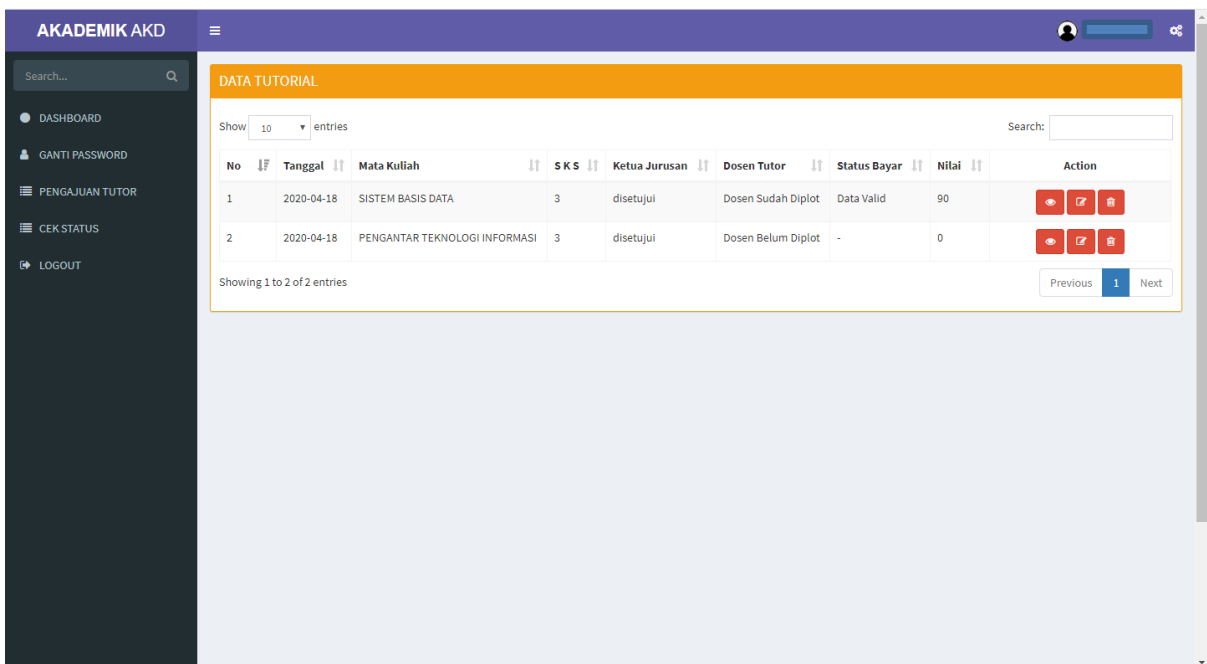 AKADEMIK AKD
Search...
DASHBOARD
GANTI PASSWORD
PENGAJUAN TUTOR
CEK STATUS
LOGOUT
DATA TUTORIAL
Show 10 entries Search:
No Tanggal Mata Kuliah S K S Ketua Jurusan Dosen Tutor Status Bayar Nilai Action
1 2020-04-18 SISTEM BASIS DATA 3 disetujui Dosen Sudah Diplot Data Valid 90
2 2020-04-18 PENGANTAR TEKNOLOGI INFORMASI 3 disetujui Dosen Belum Diplot - 0
Showing 1 to 2 of 2 entries Previous 1 Next